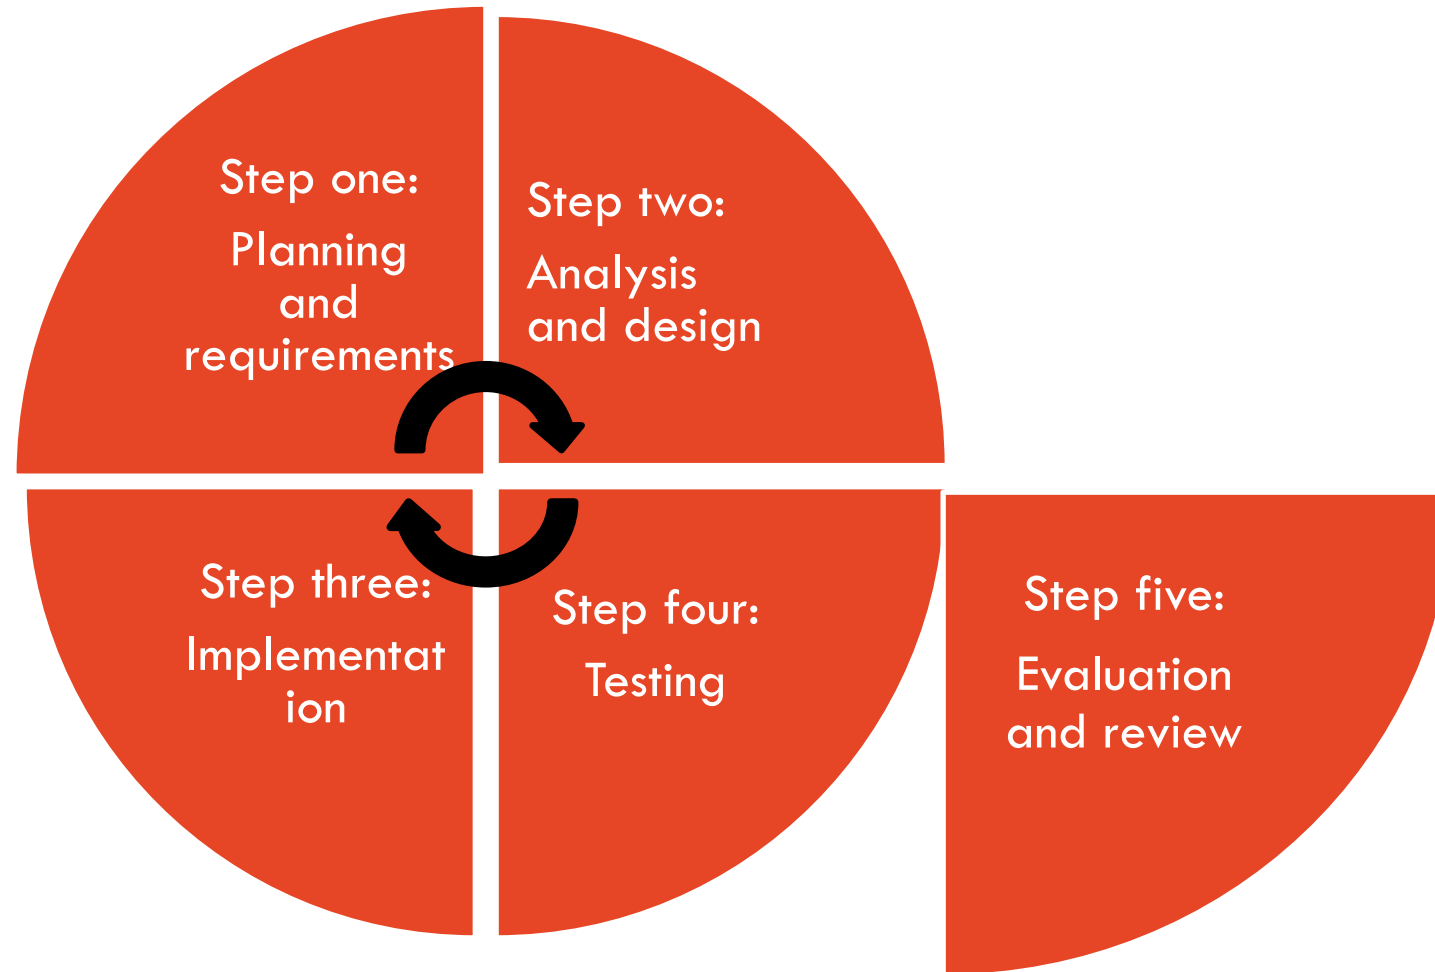 Step one:
Planning
and
requirements
Step two:
Analysis
and design
Step three:
Implementat
ion
Step four:
Testing
Step five:
Evaluation
and review